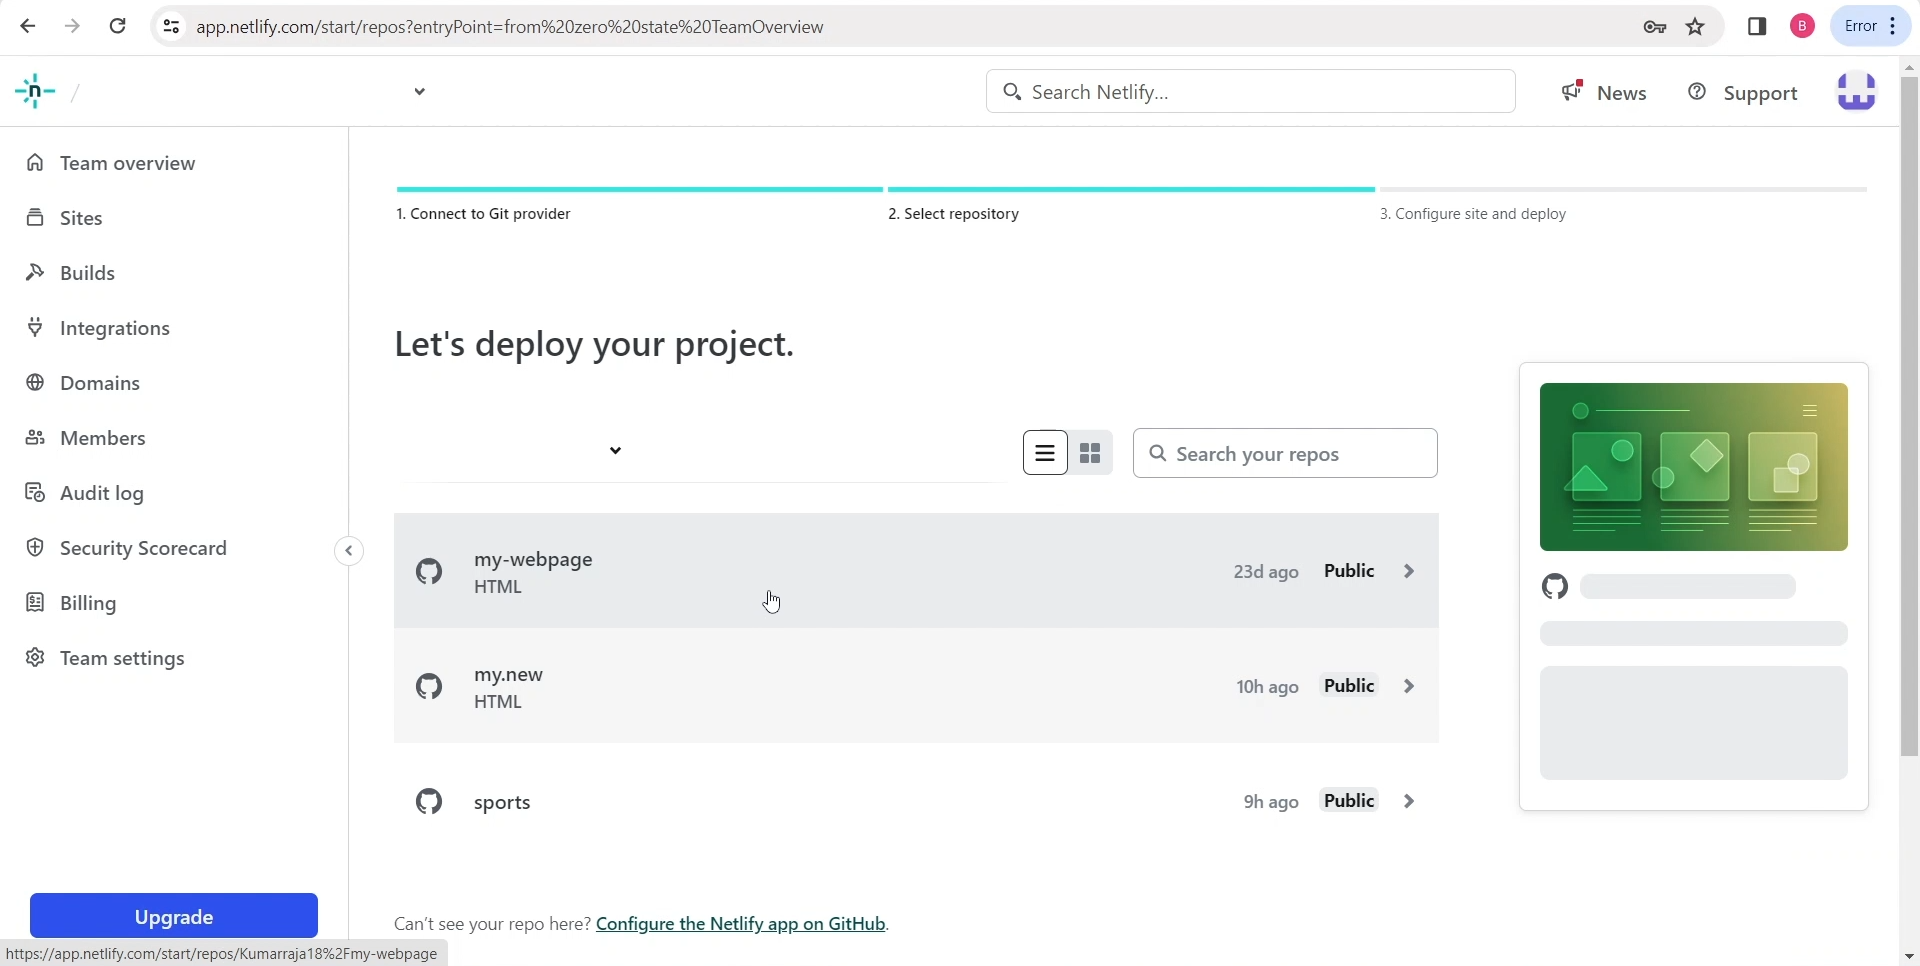 app.netlify.com/start/repos?entryPoint=from%20zero%20state%20TeamOverview
B
Error
n
/
Search Netlify...
News
Support
Team overview
Sites
Builds
Integrations
Domains
Members
Audit log
Security Scorecard
Billing
Team settings
Upgrade
1. Connect to Git provider
2. Select repository
3. Configure site and deploy
Let's deploy your project.
Search your repos
my-webpage
HTML
23d ago Public
my.new
HTML
10h ago Public
sports
9h ago Public
Can't see your repo here? Configure the Netlify app on GitHub.
https://app.netlify.com/start/repos/Kumarraja18%2Fmy-webpage